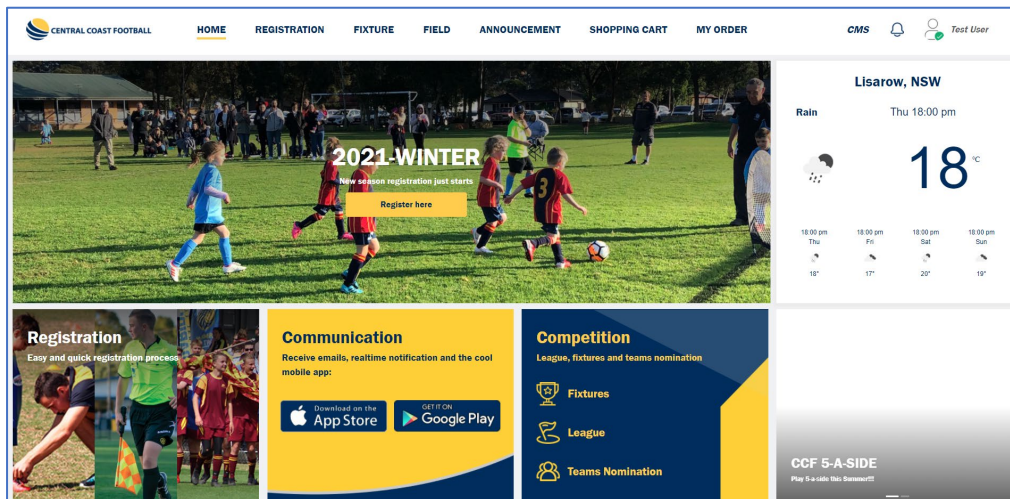 CENTRAL COAST FOOTBALL
HOME
REGISTRATION
FIXTURE
FIELD
ANNOUNCEMENT
SHOPPING CART
MY ORDER
CMS
Test User
2021-WINTER
New season registration just starts
Register here
3
Lisarow, NSW
Rain
Thu 18:00 pm
18 °C
18:00 pm 18:00 pm 18:00 pm 18:00 pm
Thu Fri Sat Sun
18° 17° 20° 19°
Registration
Easy and quick registration process
Communication
Receive emails, realtime notification and the cool
mobile app:
Download on the
App Store
GET IT ON
Google Play
Competition
League, fixtures and teams nomination
Fixtures
League
Teams Nomination
CCF 5-A-SIDE
Play 5-a-side this Summer!!!